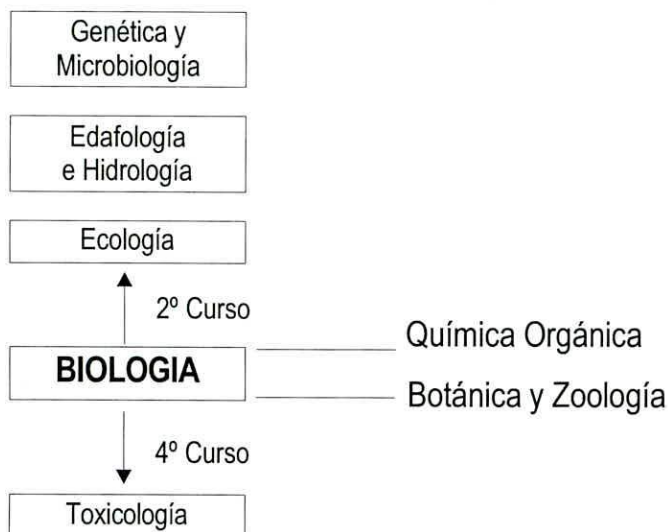 Genética y
Microbiología
Edafología
e Hidrología
Ecología
2º Curso
BIOLOGIA
Química Orgánica
Botánica y Zoología
4º Curso
Toxicología